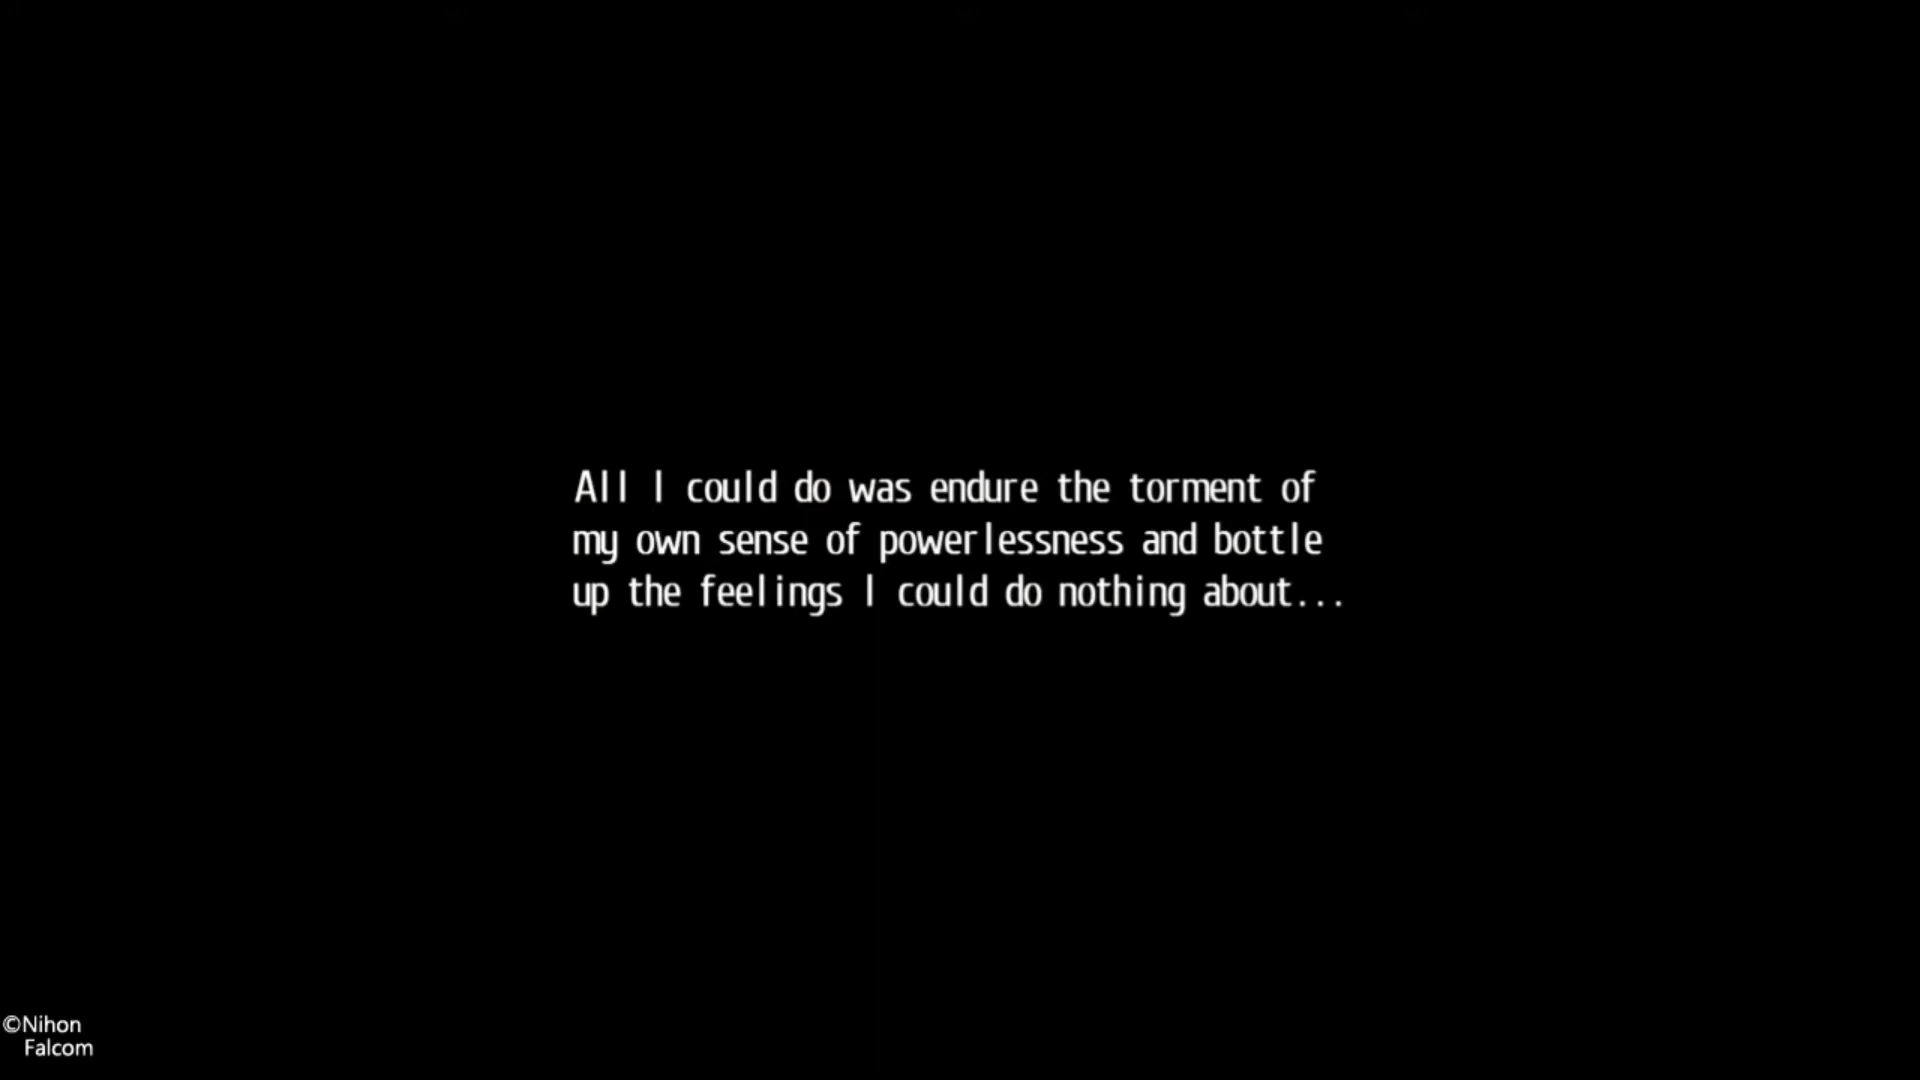 All I could do was endure the torment of
my own sense of powerlessness and bottle
up the feelings I could do nothing about...
©Nihon
Falcom